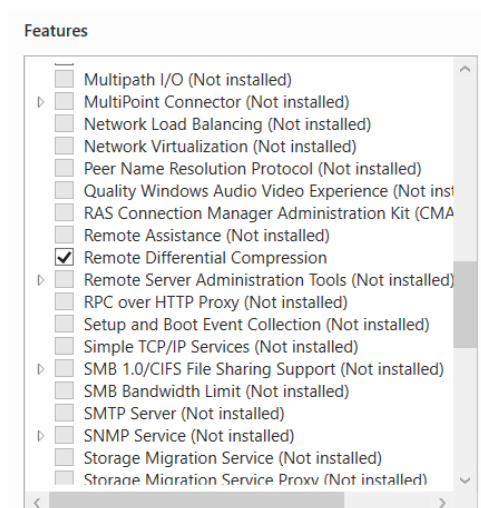 Features
Multipath I/O (Not installed)
MultiPoint Connector (Not installed)
Network Load Balancing (Not installed)
Network Virtualization (Not installed)
Peer Name Resolution Protocol (Not installed)
Quality Windows Audio Video Experience (Not inst
RAS Connection Manager Administration Kit (CMA
Remote Assistance (Not installed)
Remote Differential Compression
Remote Server Administration Tools (Not installed)
RPC over HTTP Proxy (Not installed)
Setup and Boot Event Collection (Not installed)
Simple TCP/IP Services (Not installed)
SMB 1.0/CIFS File Sharing Support (Not installed)
SMB Bandwidth Limit (Not installed)
SMTP Server (Not installed)
SNMP Service (Not installed)
Storage Migration Service (Not installed)
Storage Migration Service Proxy (Not installed)